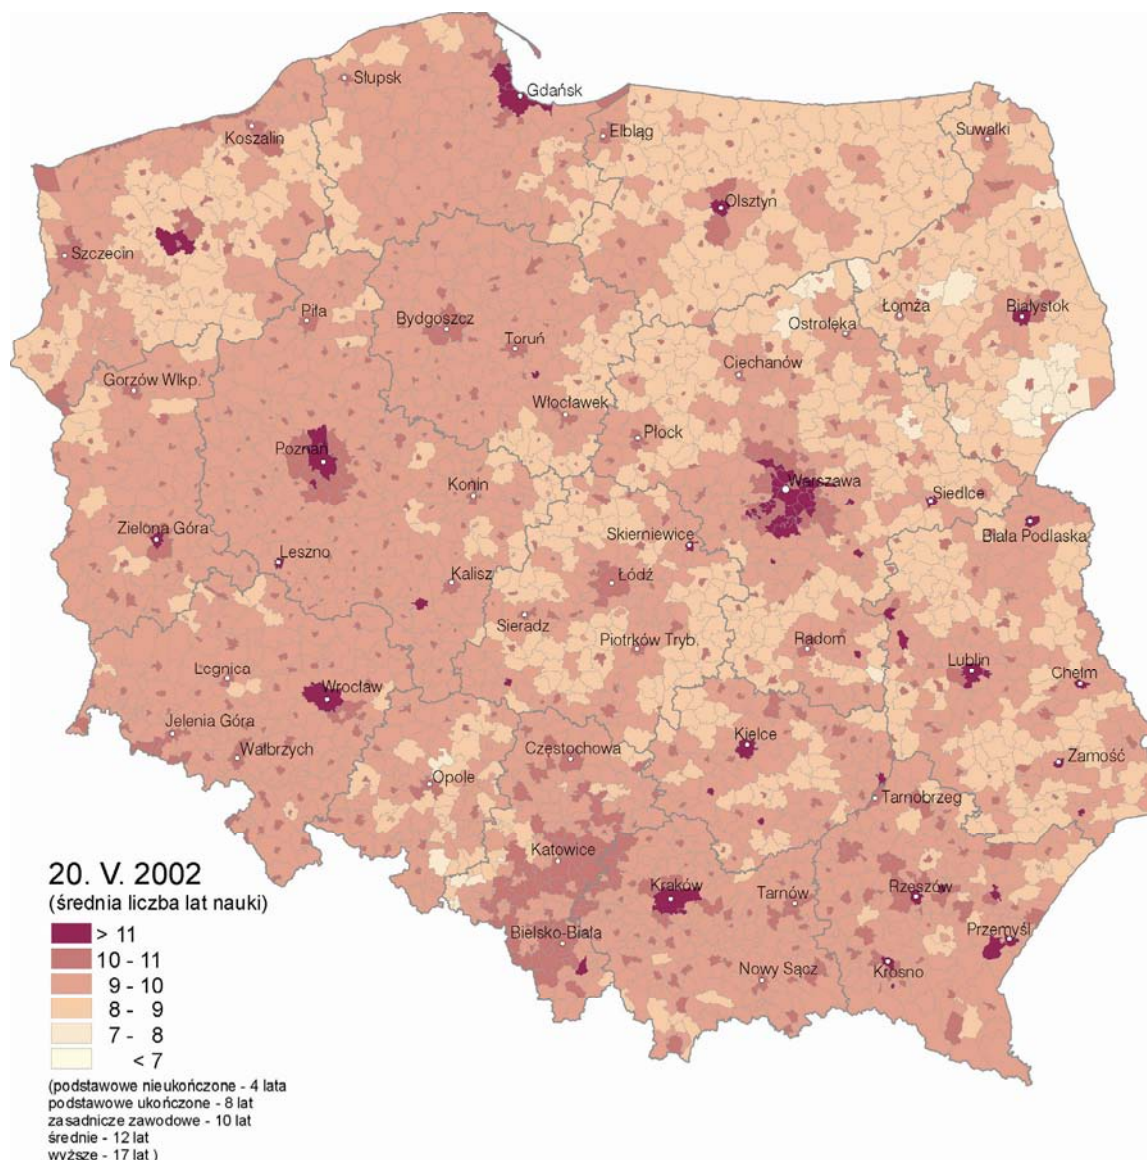 Słupsk
Gdańsk
Koszalin
Elbląg
Suwałki
Olsztyn
Szczecin
Piła
Bydgoszcz
Toruń
Ostrołęka
Łomża
Białystok
Ciechanów
Gorzów Wlkp.
Włocławek
Płock
Poznań
Konin
Warszawa
Siedlce
Zielona Góra
Leszno
Kalisz
Skierniewice
Łódź
Biała Podlaska
Sieradz
Piotrków Tryb.
Radom
Lublin
Chełm
Legnica
Wrocław
Jelenia Góra
Wałbrzych
Opole
Częstochowa
Kielce
Zamość
Tarnobrzeg
Katowice
Kraków
Tarnów
Rzeszów
Bielsko-Biała
Przemyśl
Nowy Sącz
Krosno
20. V. 2002
(średnia liczba lat nauki)
> 11
10 - 11
9 - 10
8 - 9
7 - 8
< 7
(podstawowe nieukończone - 4 lata
podstawowe ukończone - 8 lat
zasadnicze zawodowe - 10 lat
średnie - 12 lat
wyższe - 17 lat )